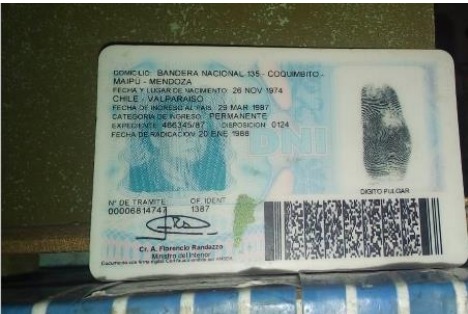 DOMICILIO: BANDERA NACIONAL 135 - COQUIMBITO -
MAIPÚ - MENDOZA
FECHA Y LUGAR DE NACIMIENTO: 26 NOV 1974
CHILE - VALPARAISO
FECHA DE INGRESO AL PAIS: 29 MAR 1987
CATEGORIA DE INGRESO: PERMANENTE
EXPEDIENTE: 466345/87 DISPOSICION 0124
FECHA DE RADICACION: 20 ENE 1988
DNI
DIGITO PULGAR
Nº DE TRAMITE OF. IDENT.
00006814747 1387
Cr. A. Florencio Randazzo
Ministro del Interior